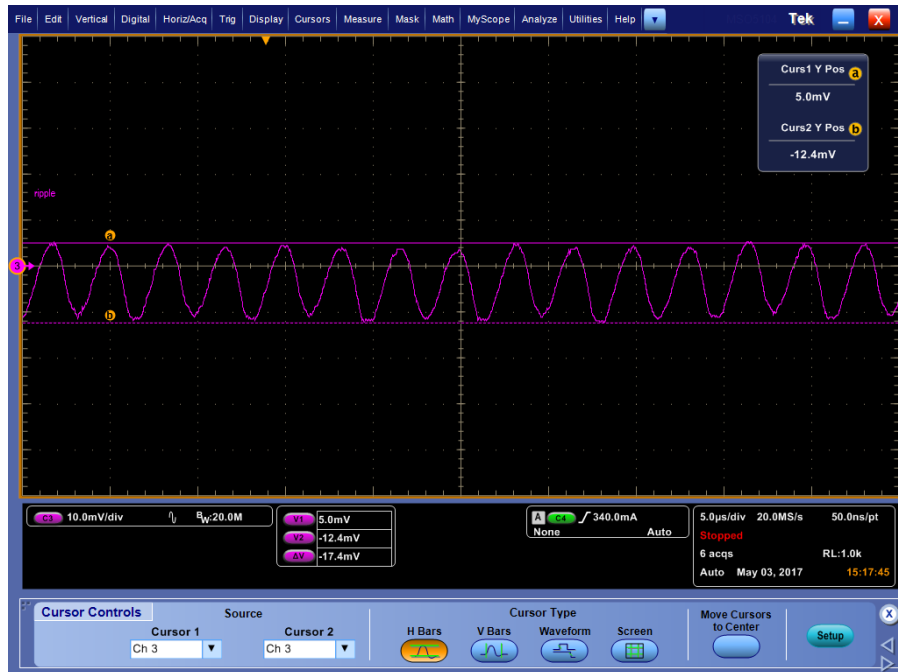 File Edit Vertical Digital Horiz/Acq Trig Display Cursors Measure Mask Math MyScope Analyze Utilities Help Tek X
Curs1 Y Pos a
5.0mV
Curs2 Y Pos b
-12.4mV
ripple
a
3
b
C3 10.0mV/div BW:20.0M
V1 5.0mV
V2 -12.4mV
ΔV -17.4mV
A C4 340.0mA
None Auto
5.0µs/div 20.0MS/s 50.0ns/pt
Stopped
6 acqs RL:1.0k
Auto May 03, 2017 15:17:45
Cursor Controls
Source
Cursor 1
Ch 3
Cursor 2
Ch 3
Cursor Type
H Bars V Bars Waveform Screen
Move Cursors
to Center
Setup
X